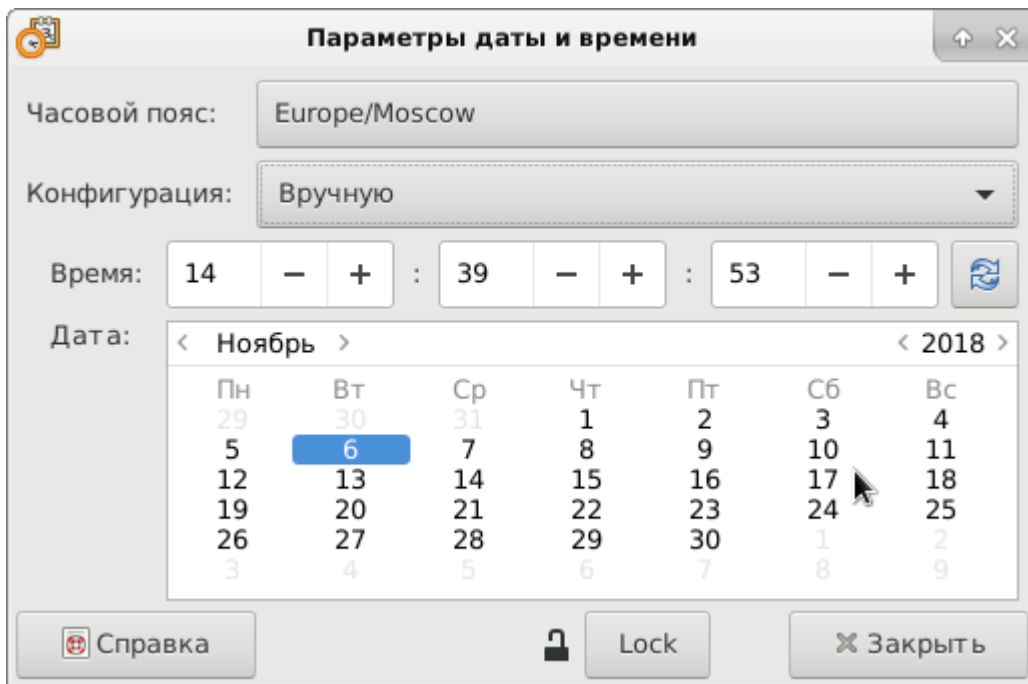 Параметры даты и времени
Часовой пояс: Europe/Moscow
Конфигурация: Вручную
Время: 14 − + : 39 − + : 53 − +
Дата: < Ноябрь > < 2018 >
Пн Вт Ср Чт Пт Сб Вс
29 30 31 1 2 3 4
5 6 7 8 9 10 11
12 13 14 15 16 17 18
19 20 21 22 23 24 25
26 27 28 29 30 1 2
3 4 5 6 7 8 9
Справка Lock Закрыть